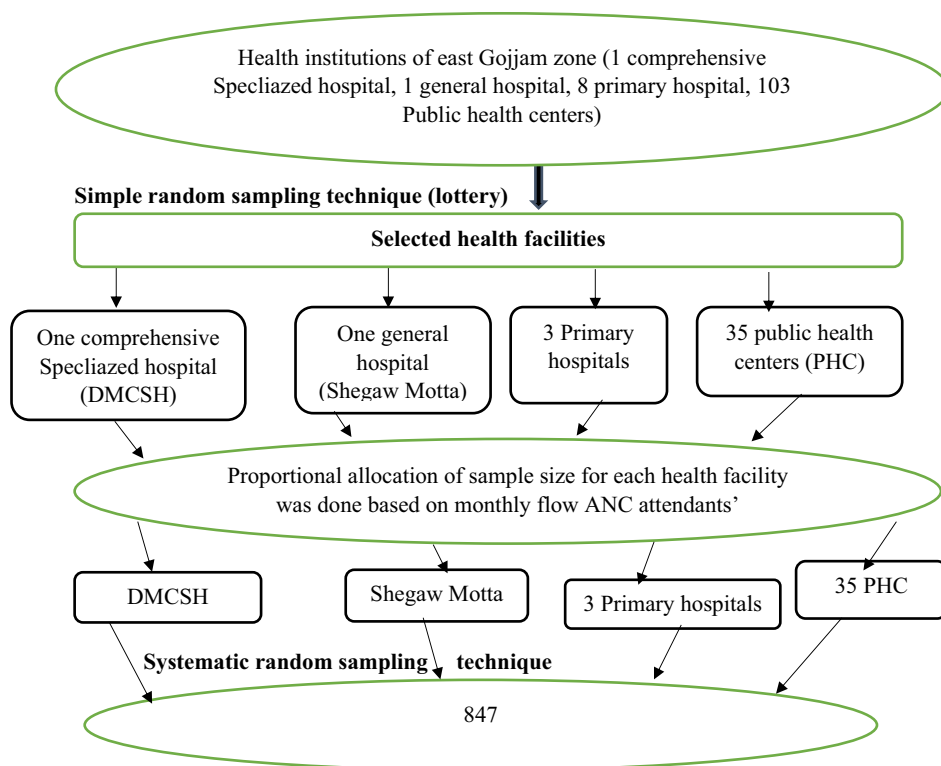 Health institutions of east Gojjam zone (1 comprehensive
Specliazed hospital, 1 general hospital, 8 primary hospital, 103
Public health centers)
Simple random sampling technique (lottery)
Selected health facilities
One comprehensive
Specliazed hospital
(DMCSH)
One general
hospital
(Shegaw Motta)
3 Primary
hospitals
35 public health
centers (PHC)
Proportional allocation of sample size for each health facility
was done based on monthly flow ANC attendants’
DMCSH
Shegaw Motta
3 Primary hospitals
35 PHC
Systematic random sampling technique
847